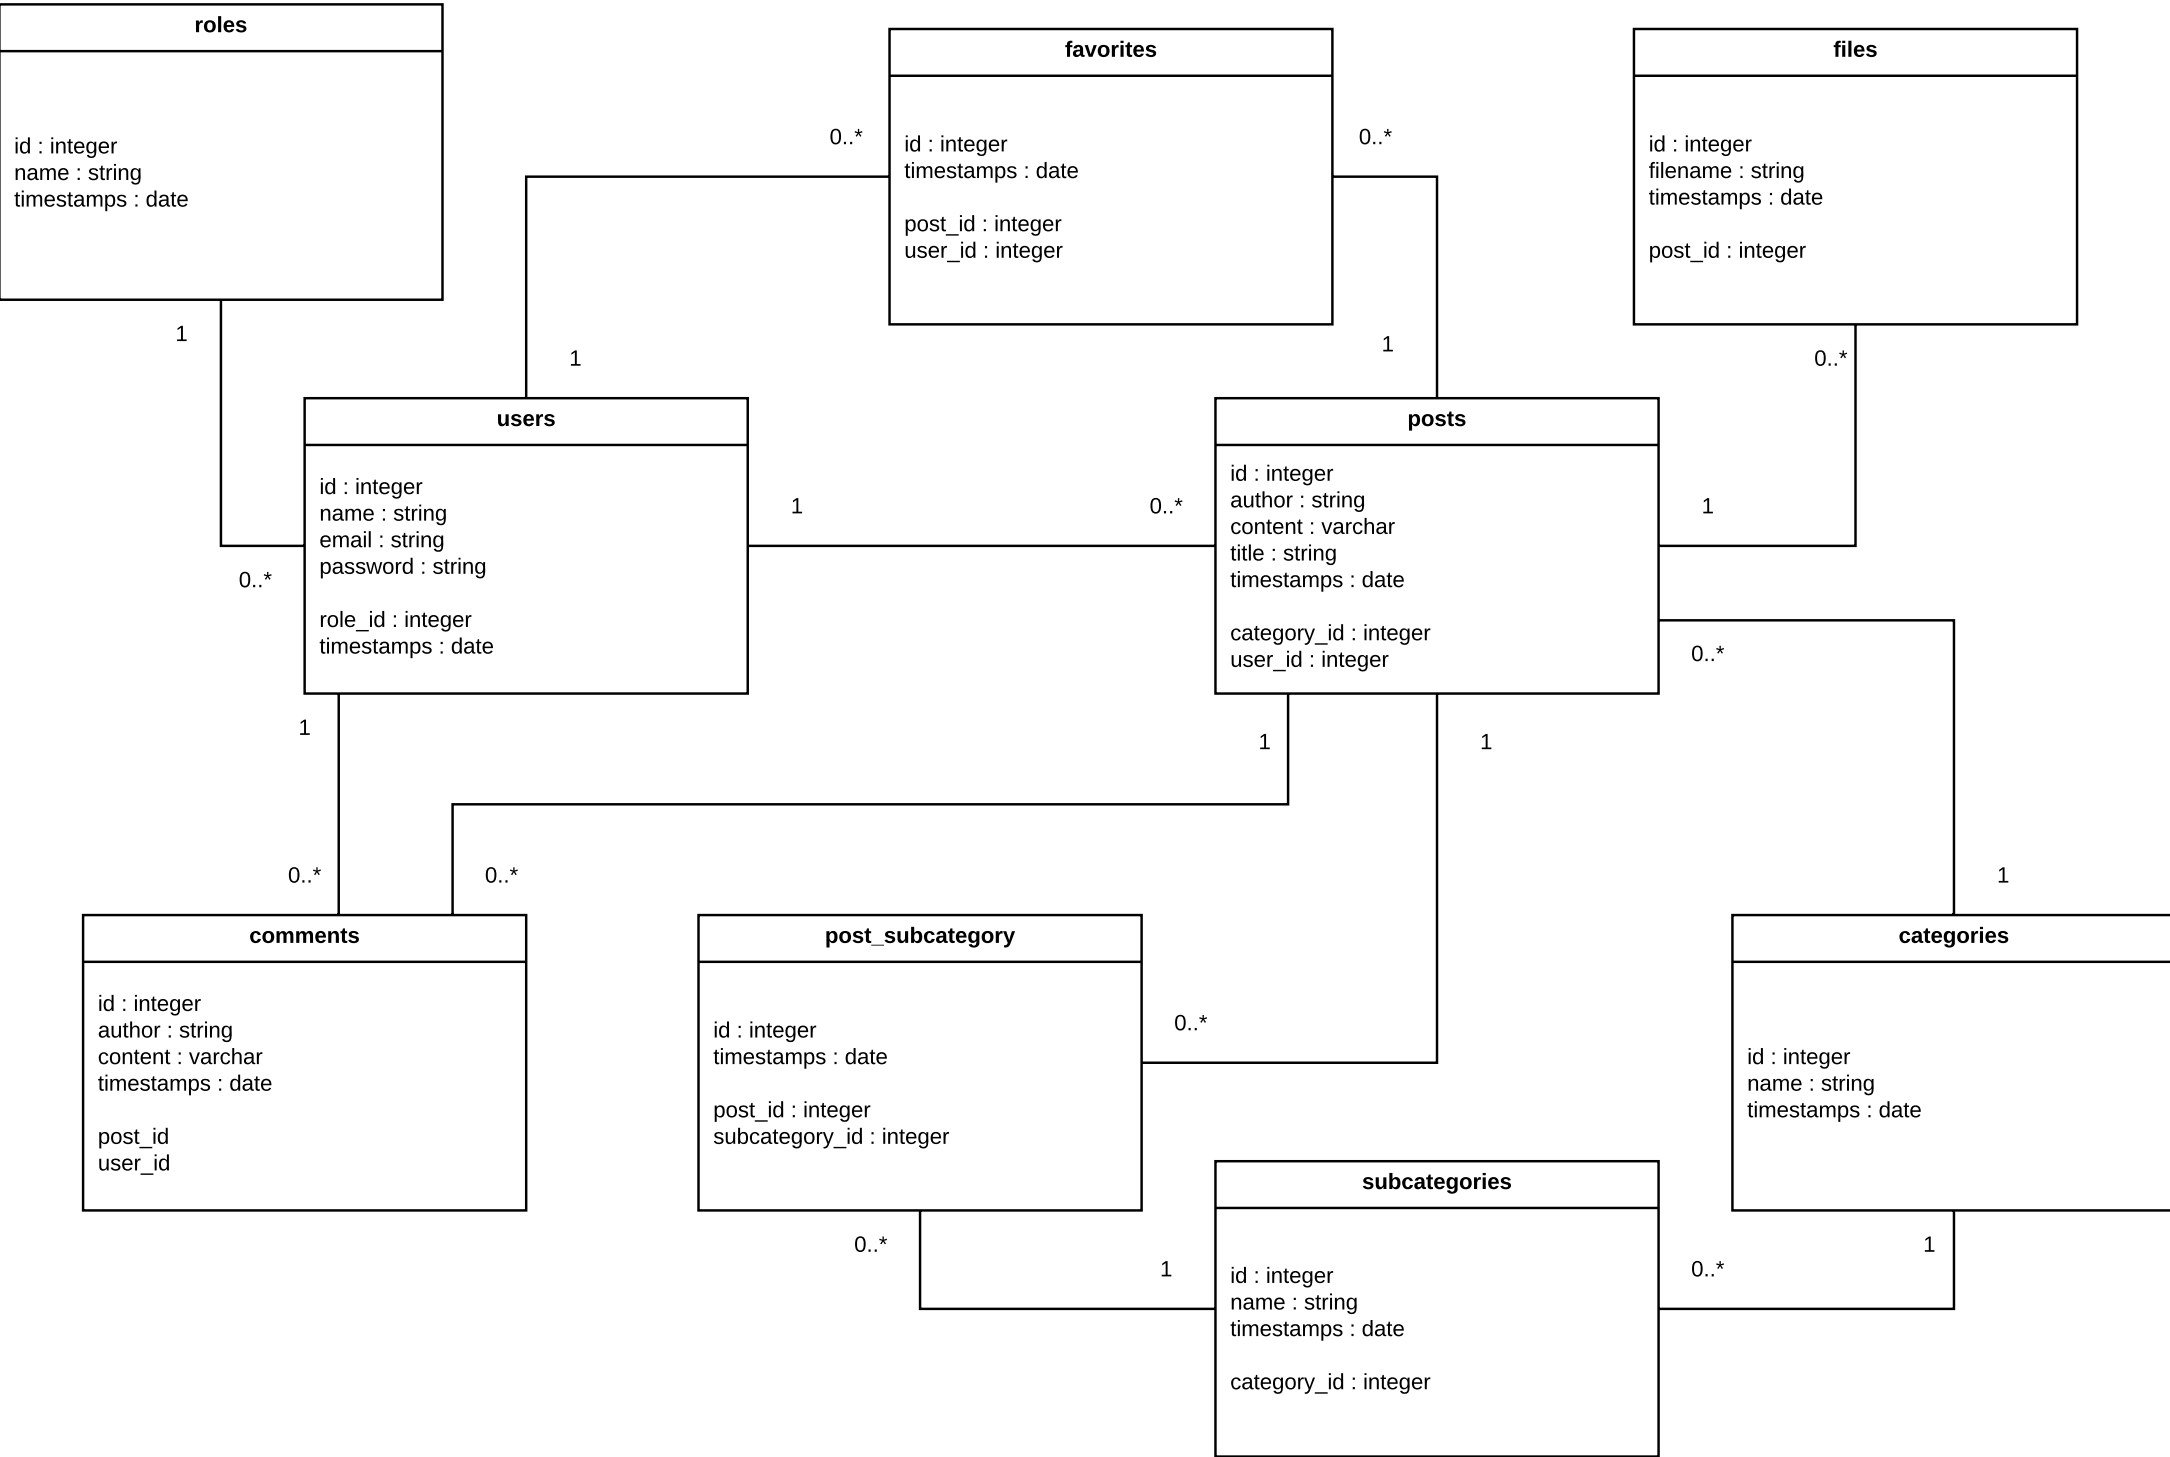 roles
id : integer
name : string
timestamps : date
1
0..*
favorites
id : integer
timestamps : date
post_id : integer
user_id : integer
0..*
1
0..*
1
files
id : integer
filename : string
timestamps : date
post_id : integer
0..*
1
users
id : integer
name : string
email : string
password : string
role_id : integer
timestamps : date
1
0..*
posts
id : integer
author : string
content : varchar
title : string
timestamps : date
category_id : integer
user_id : integer
0..*
1
1
0..*
1
0..*
1
0..*
comments
id : integer
author : string
content : varchar
timestamps : date
post_id
user_id
post_subcategory
id : integer
timestamps : date
post_id : integer
subcategory_id : integer
0..*
1
categories
id : integer
name : string
timestamps : date
1
0..*
subcategories
id : integer
name : string
timestamps : date
category_id : integer